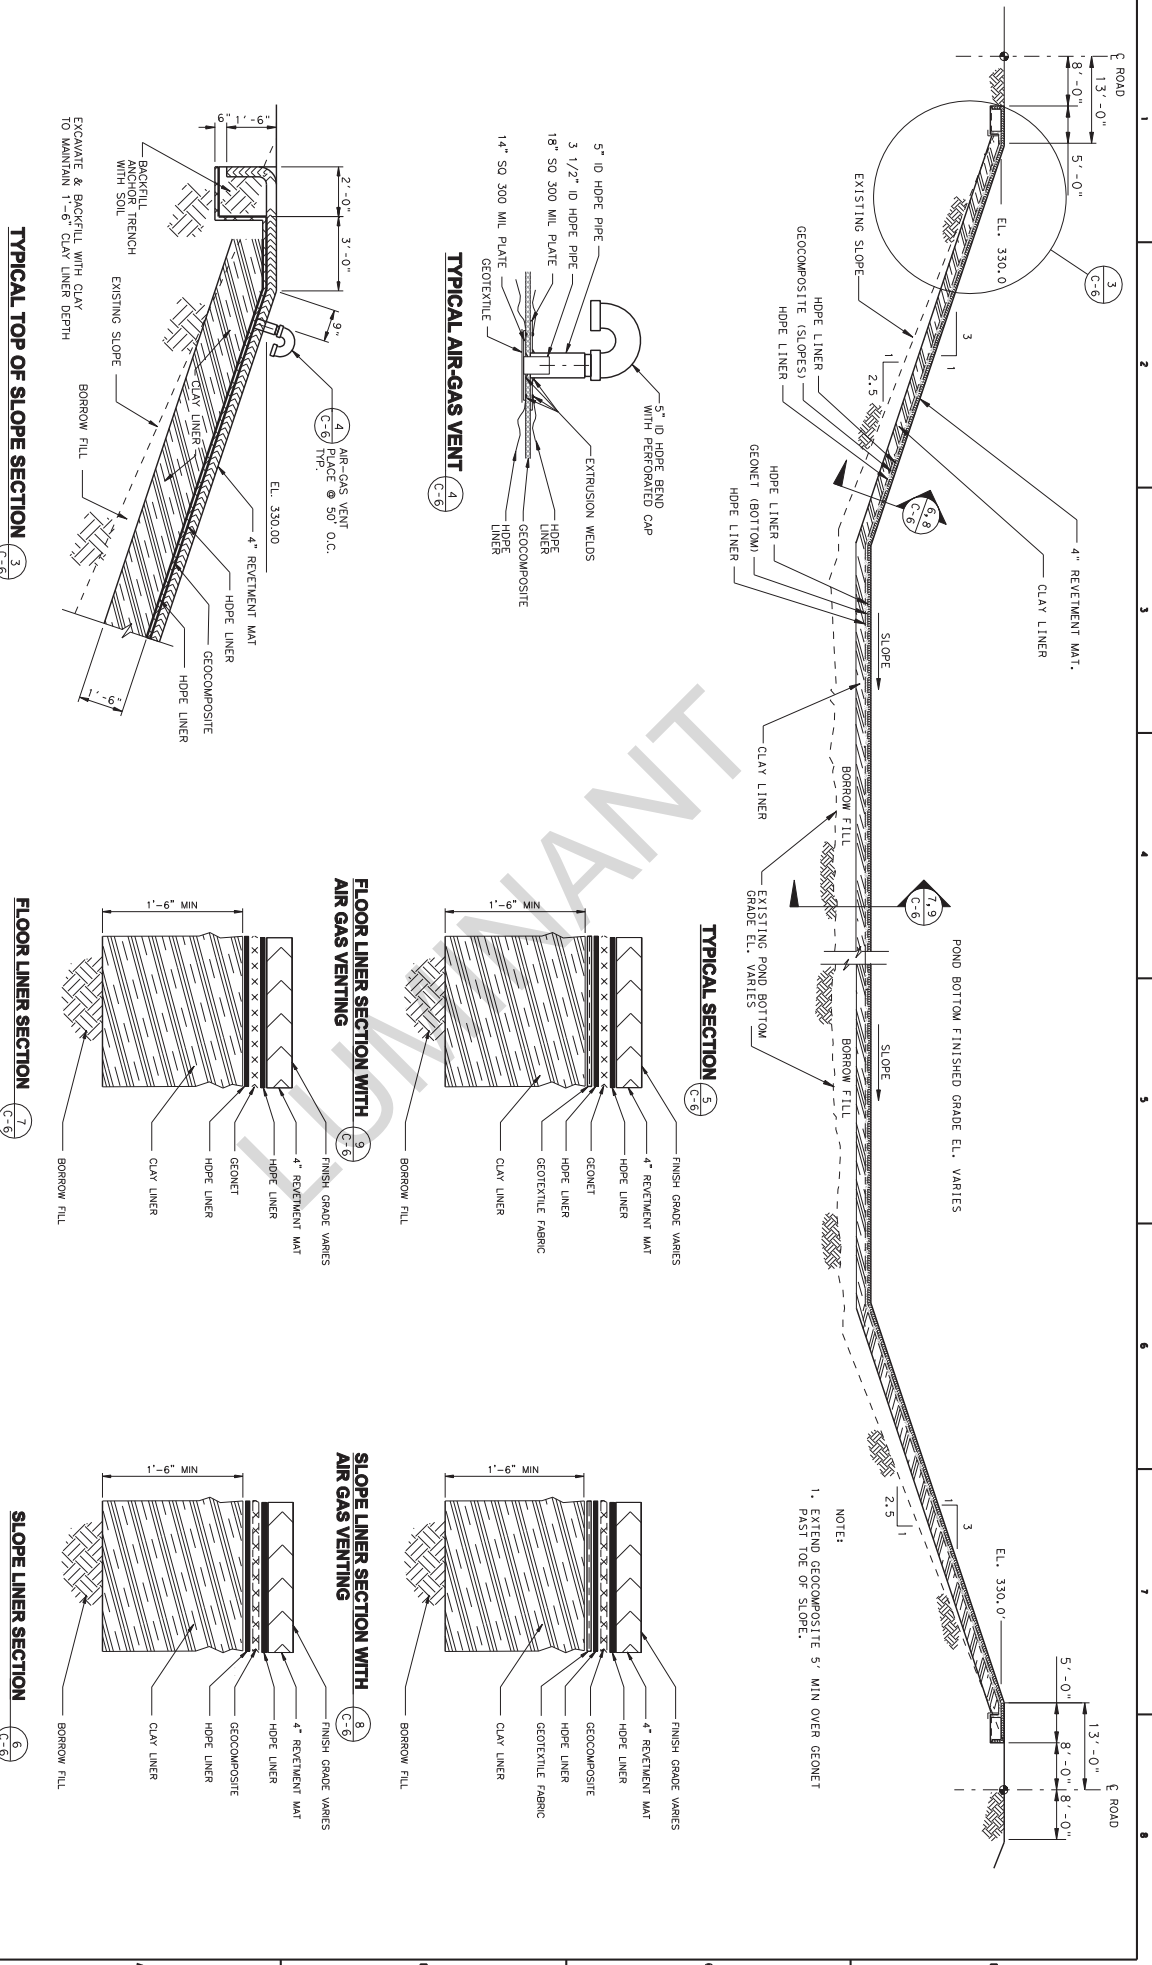 1
2
3
4
5
6
7
8
℄ ROAD
13'-0"
8'-0"
5'-0"
EL. 330.0
3
C-6
EXISTING SLOPE
3
1
1
2.5
HDPE LINER
GEOCOMPOSITE (SLOPES)
HDPE LINER
6,8
C-6
4" REVETMENT MAT.
CLAY LINER
HDPE LINER
GEONET (BOTTOM)
HDPE LINER
SLOPE
CLAY LINER
BORROW FILL
7,9
C-6
POND BOTTOM FINISHED GRADE EL. VARIES
EXISTING POND BOTTOM
GRADE EL. VARIES
SLOPE
BORROW FILL
3
1
1
2.5
EL. 330.0'
5'-0"
13'-0"
8'-0"
8'-0"
℄ ROAD
NOTE:
1. EXTEND GEOCOMPOSITE 5' MIN OVER GEONET
PAST TOE OF SLOPE.
TYPICAL SECTION
5
C-6
5" ID HDPE PIPE
3 1/2" ID HDPE PIPE
18" SQ 300 MIL PLATE
14" SQ 300 MIL PLATE
GEOTEXTILE
5" ID HDPE BEND
WITH PERFORATED CAP
EXTRUSION WELDS
HDPE
LINER
GEOCOMPOSITE
HDPE
LINER
TYPICAL AIR-GAS VENT
4
C-6
2'-0"
3'-0"
9"
1'-6"
6"
BACKFILL
ANCHOR TRENCH
WITH SOIL
EXCAVATE & BACKFILL WITH CLAY
TO MAINTAIN 1'-6" CLAY LINER DEPTH
EXISTING SLOPE
BORROW FILL
CLAY LINER
4
C-6
AIR-GAS VENT
PLACE @ 50' O.C.
TYP.
EL. 330.00
4" REVETMENT MAT
HDPE LINER
GEOCOMPOSITE
HDPE LINER
1'-6"
TYPICAL TOP OF SLOPE SECTION
3
C-6
1'-6" MIN
FINISH GRADE VARIES
4" REVETMENT MAT
HDPE LINER
GEONET
HDPE LINER
GEOTEXTILE FABRIC
CLAY LINER
BORROW FILL
FLOOR LINER SECTION WITH
AIR GAS VENTING
9
C-6
1'-6" MIN
FINISH GRADE VARIES
4" REVETMENT MAT
HDPE LINER
GEOCOMPOSITE
HDPE LINER
GEOTEXTILE FABRIC
CLAY LINER
BORROW FILL
SLOPE LINER SECTION WITH
AIR GAS VENTING
8
C-6
1'-6" MIN
FINISH GRADE VARIES
4" REVETMENT MAT
HDPE LINER
GEONET
HDPE LINER
CLAY LINER
BORROW FILL
FLOOR LINER SECTION
7
C-6
1'-6" MIN
FINISH GRADE VARIES
4" REVETMENT MAT
HDPE LINER
GEOCOMPOSITE
HDPE LINER
CLAY LINER
BORROW FILL
SLOPE LINER SECTION
6
C-6
LUMINANT